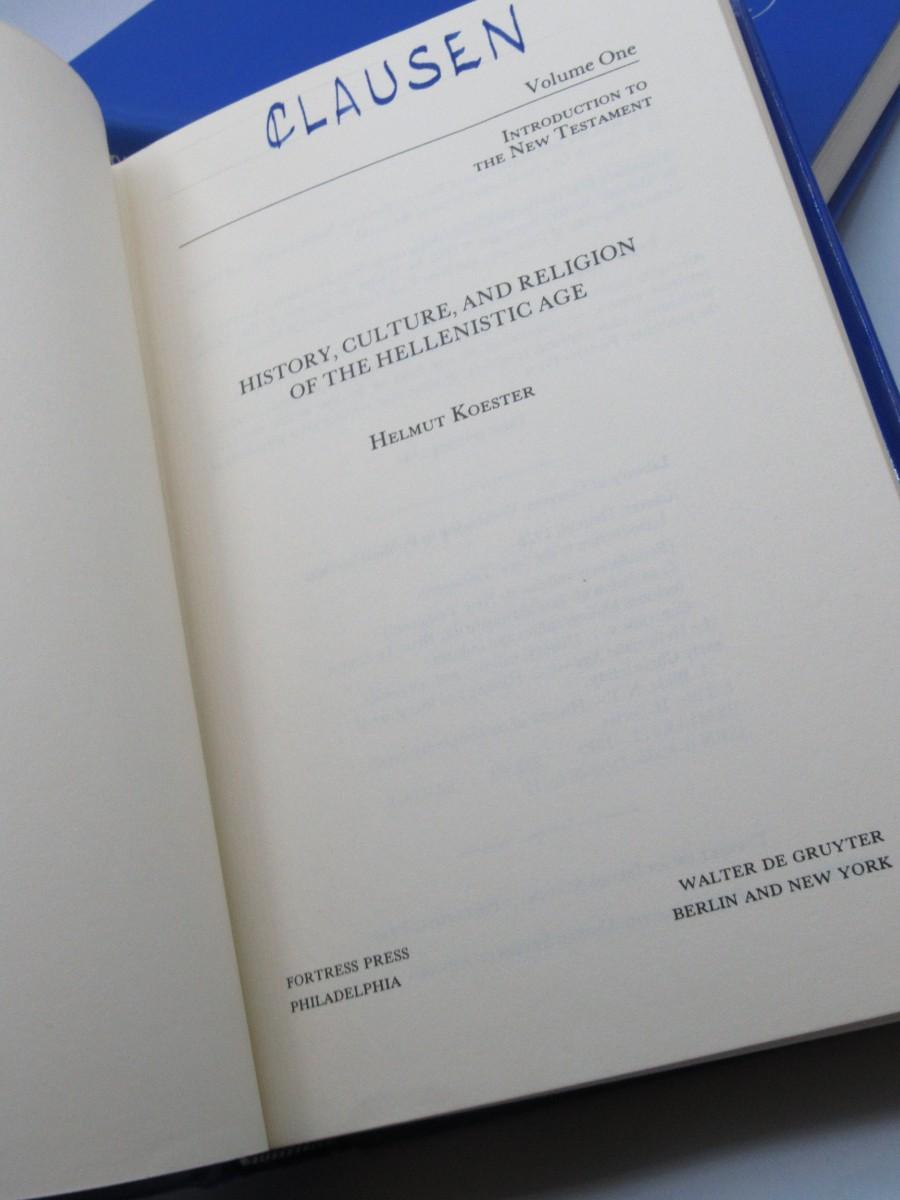 CLAUSEN
Volume One
INTRODUCTION TO
THE NEW TESTAMENT
HISTORY, CULTURE, AND RELIGION
OF THE HELLENISTIC AGE
HELMUT KOESTER
FORTRESS PRESS
PHILADELPHIA
WALTER DE GRUYTER
BERLIN AND NEW YORK